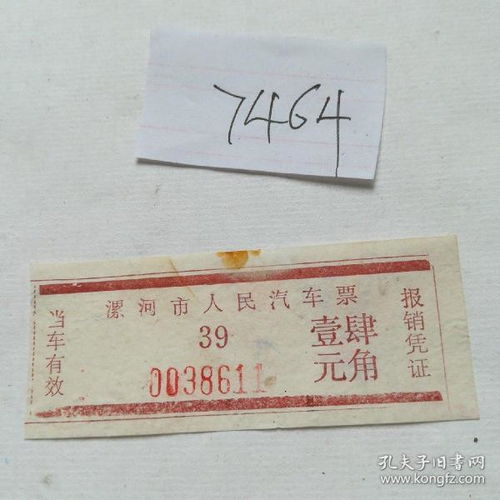 7464
漯河市人民汽车票
39
0038611
壹肆
元角
当车有效
报销凭证
孔夫子旧书网
www.kongfz.com